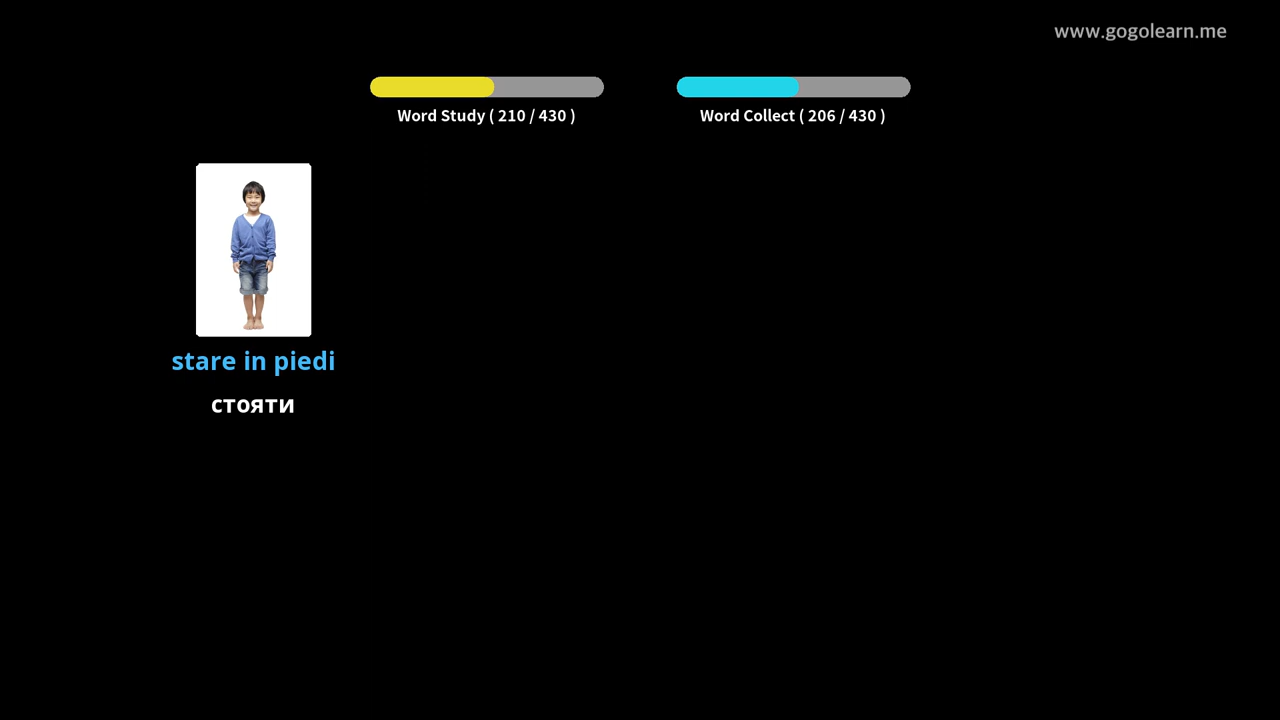 www.gogolearn.me
Word Study ( 210 / 430 )
Word Collect ( 206 / 430 )
stare in piedi
стояти